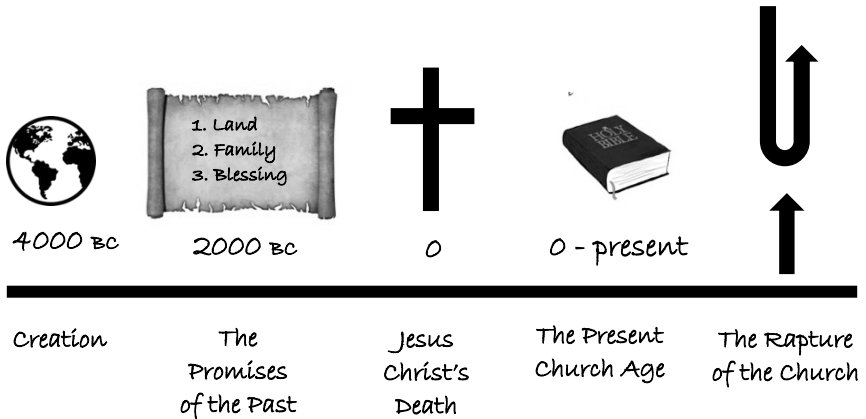 1. Land
2. Family
3. Blessing
HOLY
BIBLE
4000 BC
2000 BC
0
0 - present
Creation
The
Promises
of the Past
Jesus
Christ's
Death
The Present
Church Age
The Rapture
of the Church